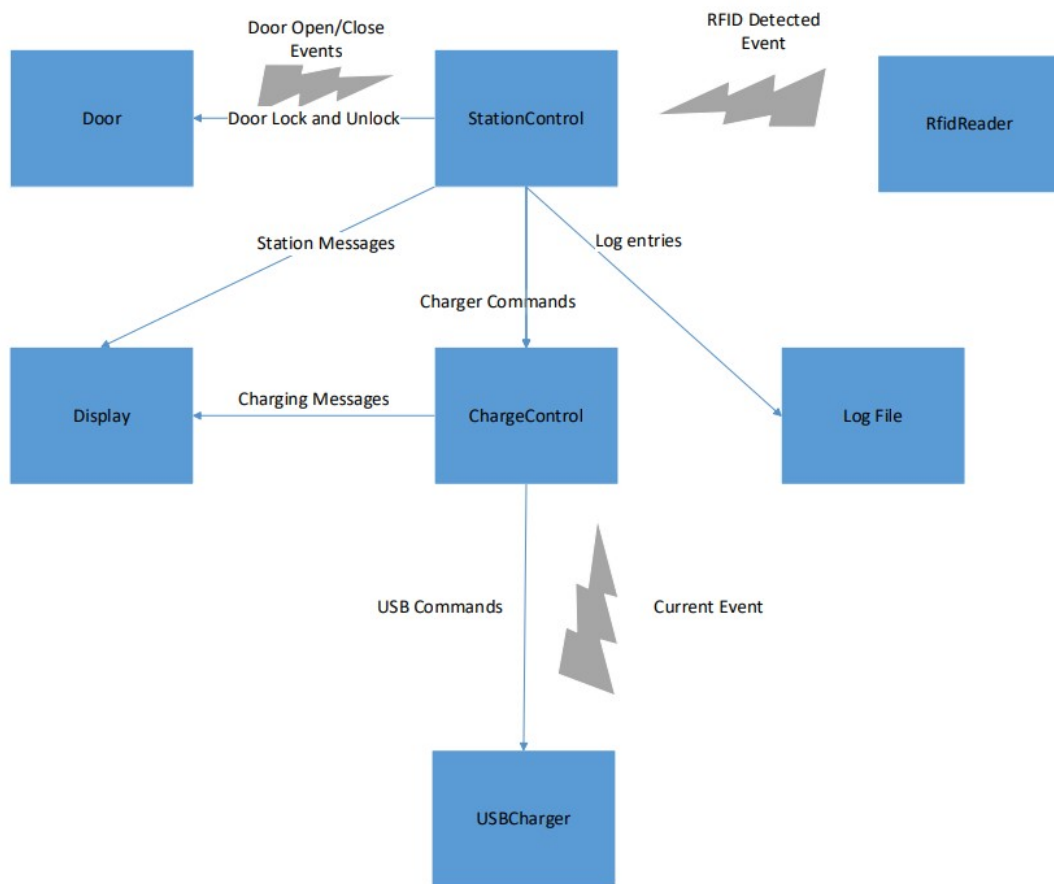 Door Open/Close
Events
RFID Detected
Event
Door
Door Lock and Unlock
StationControl
RfidReader
Station Messages
Log entries
Charger Commands
Display
Charging Messages
ChargeControl
Log File
USB Commands
Current Event
USBCharger